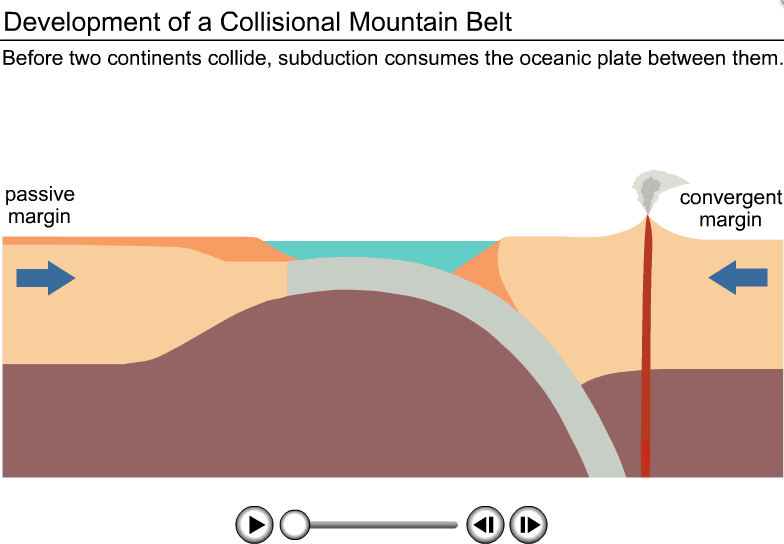 Development of a Collisional Mountain Belt
Before two continents collide, subduction consumes the oceanic plate between them.
passive
margin
convergent
margin